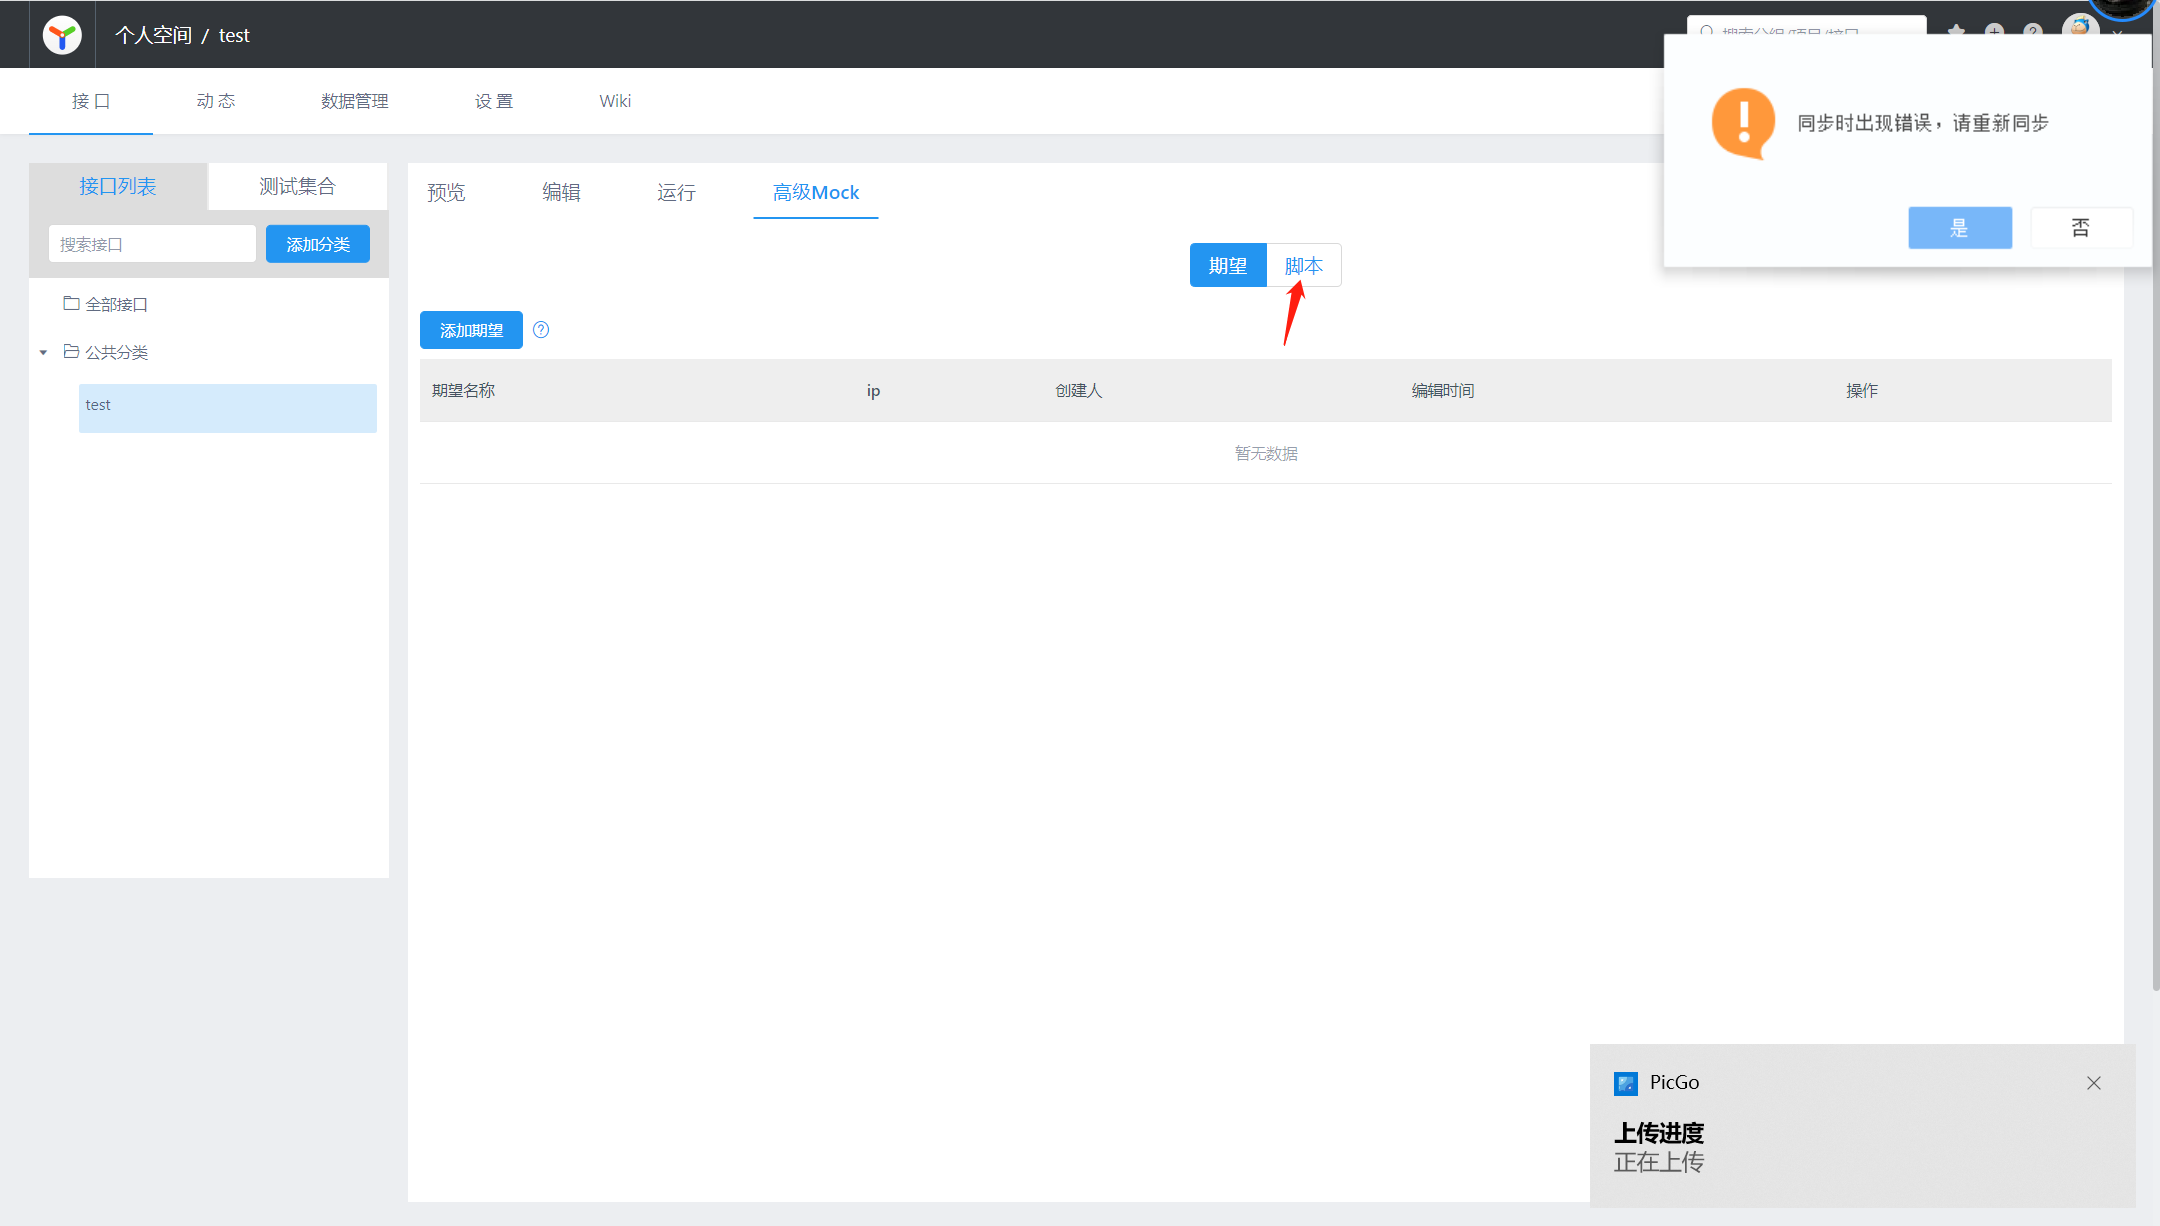 个人空间 / test
接 口
动 态
数据管理
设 置
Wiki
同步时出现错误，请重新同步
是
否
接口列表
测试集合
搜索接口
添加分类
全部接口
公共分类
test
预览
编辑
运行
高级Mock
期望
脚本
添加期望
期望名称
ip
创建人
编辑时间
操作
暂无数据
PicGo
上传进度
正在上传